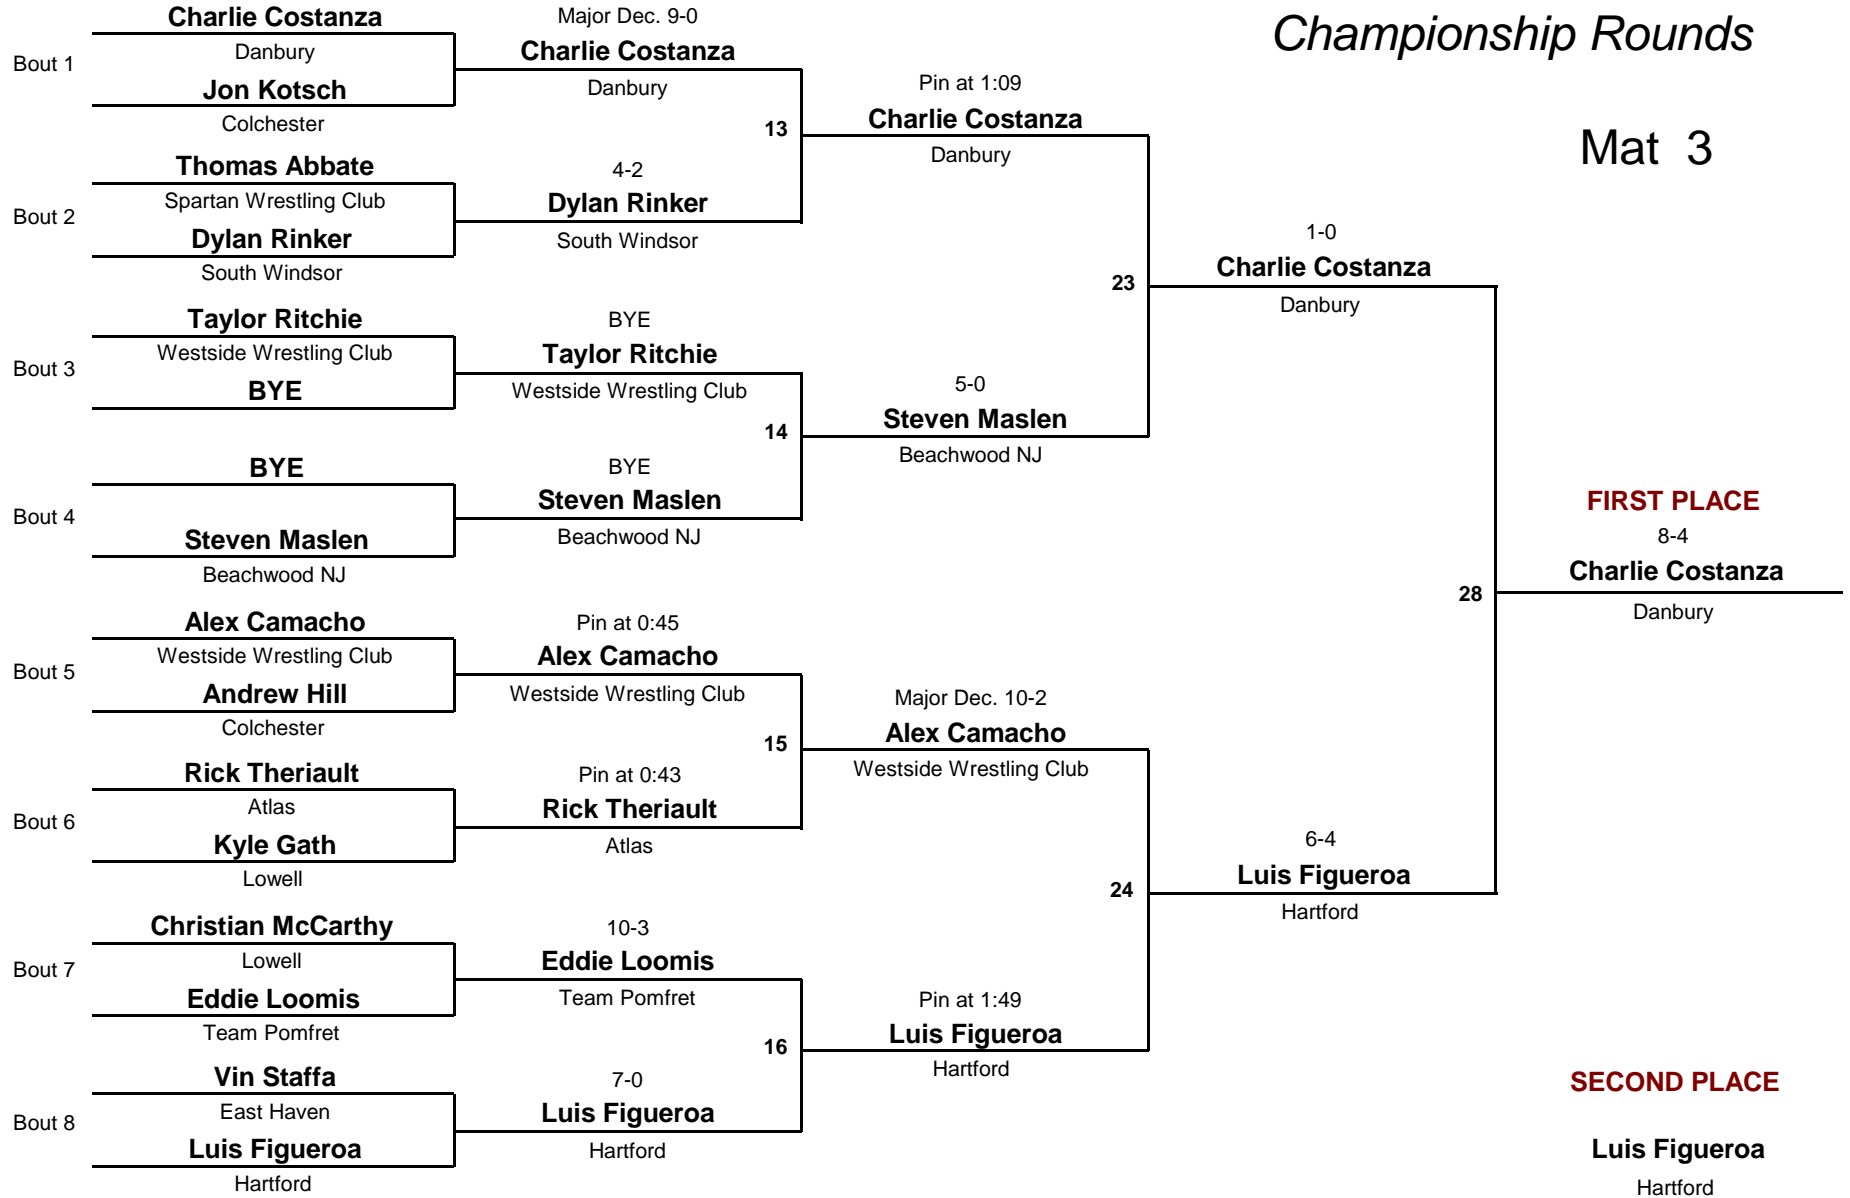 Championship Rounds
Mat 3
Bout 1
Charlie Costanza
Danbury
Jon Kotsch
Colchester
Bout 2
Thomas Abbate
Spartan Wrestling Club
Dylan Rinker
South Windsor
Bout 3
Taylor Ritchie
Westside Wrestling Club
BYE
Bout 4
BYE
Steven Maslen
Beachwood NJ
Bout 5
Alex Camacho
Westside Wrestling Club
Andrew Hill
Colchester
Bout 6
Rick Theriault
Atlas
Kyle Gath
Lowell
Bout 7
Christian McCarthy
Lowell
Eddie Loomis
Team Pomfret
Bout 8
Vin Staffa
East Haven
Luis Figueroa
Hartford
Major Dec. 9-0
Charlie Costanza
Danbury
13
4-2
Dylan Rinker
South Windsor
BYE
Taylor Ritchie
Westside Wrestling Club
14
BYE
Steven Maslen
Beachwood NJ
Pin at 0:45
Alex Camacho
Westside Wrestling Club
15
Pin at 0:43
Rick Theriault
Atlas
10-3
Eddie Loomis
Team Pomfret
16
7-0
Luis Figueroa
Hartford
Pin at 1:09
Charlie Costanza
Danbury
23
5-0
Steven Maslen
Beachwood NJ
Major Dec. 10-2
Alex Camacho
Westside Wrestling Club
24
Pin at 1:49
Luis Figueroa
Hartford
1-0
Charlie Costanza
Danbury
28
6-4
Luis Figueroa
Hartford
FIRST PLACE
8-4
Charlie Costanza
Danbury
SECOND PLACE
Luis Figueroa
Hartford